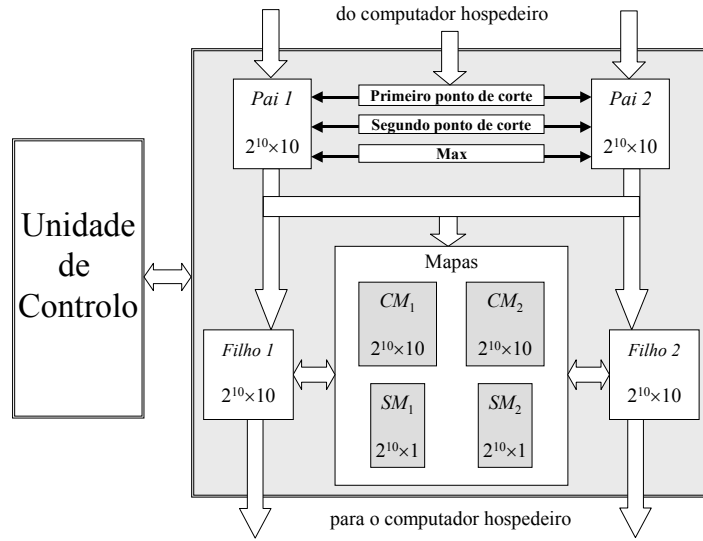 do computador hospedeiro
Pai 1
2¹⁰×10
Primeiro ponto de corte
Segundo ponto de corte
Max
Pai 2
2¹⁰×10
Unidade
de
Controlo
Mapas
CM₁
2¹⁰×10
CM₂
2¹⁰×10
SM₁
2¹⁰×1
SM₂
2¹⁰×1
Filho 1
2¹⁰×10
Filho 2
2¹⁰×10
para o computador hospedeiro